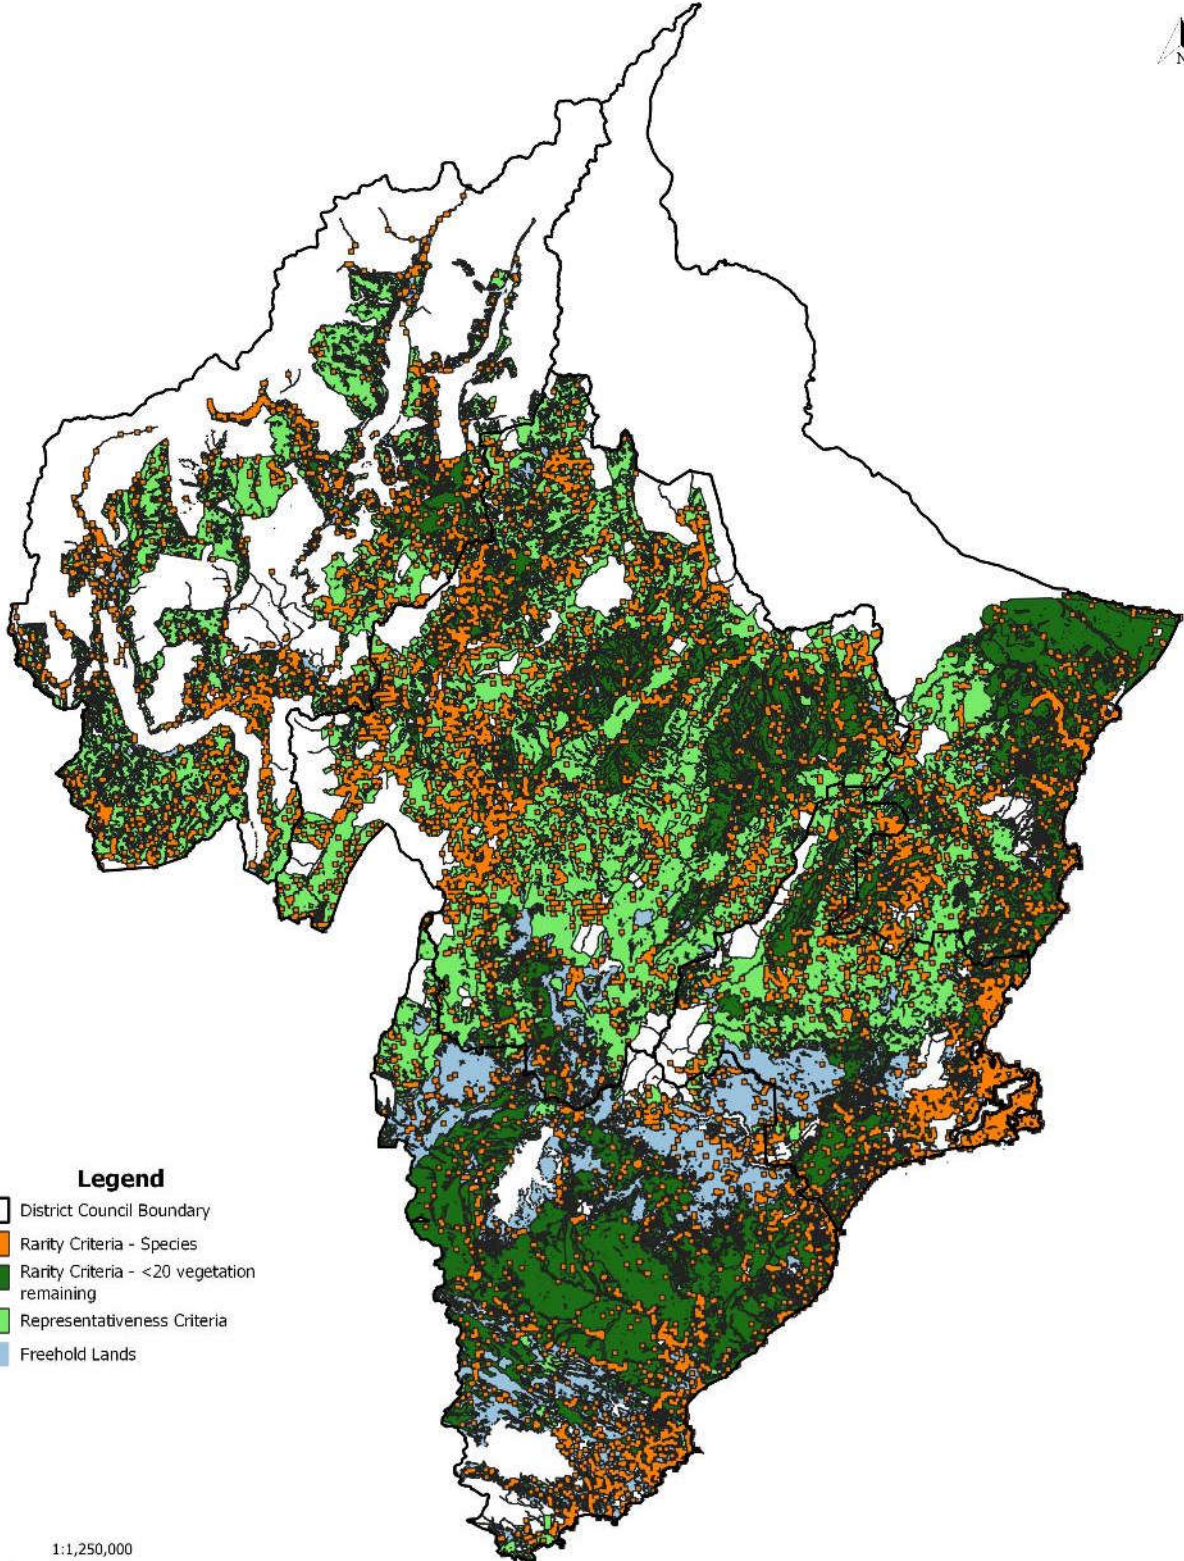 N
Legend
District Council Boundary
Rarity Criteria - Species
Rarity Criteria - <20 vegetation
remaining
Representativeness Criteria
Freehold Lands
1:1,250,000